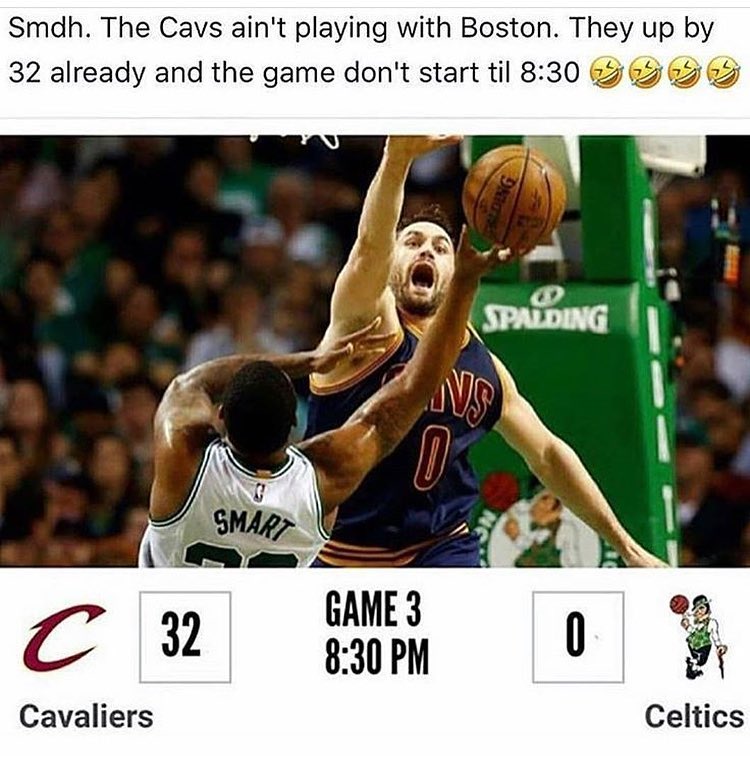 Smdh. The Cavs ain't playing with Boston. They up by
32 already and the game don't start til 8:30 🤣🤣🤣🤣
SPALDING
SPALDING
AVS
0
SMART
32
GAME 3
8:30 PM
0
Cavaliers
Celtics